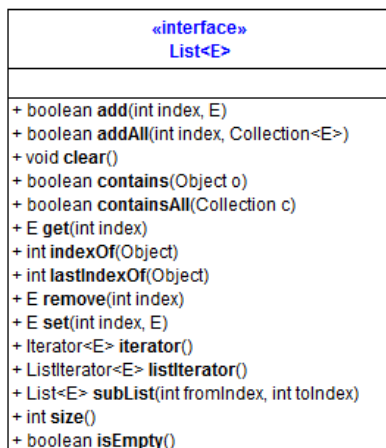 «interface»
List<E>
+ boolean add(int index, E)
+ boolean addAll(int index, Collection<E>)
+ void clear()
+ boolean contains(Object o)
+ boolean containsAll(Collection c)
+ E get(int index)
+ int indexOf(Object)
+ int lastIndexOf(Object)
+ E remove(int index)
+ E set(int index, E)
+ Iterator<E> iterator()
+ ListIterator<E> listIterator()
+ List<E> subList(int fromIndex, int toIndex)
+ int size()
+ boolean isEmpty()